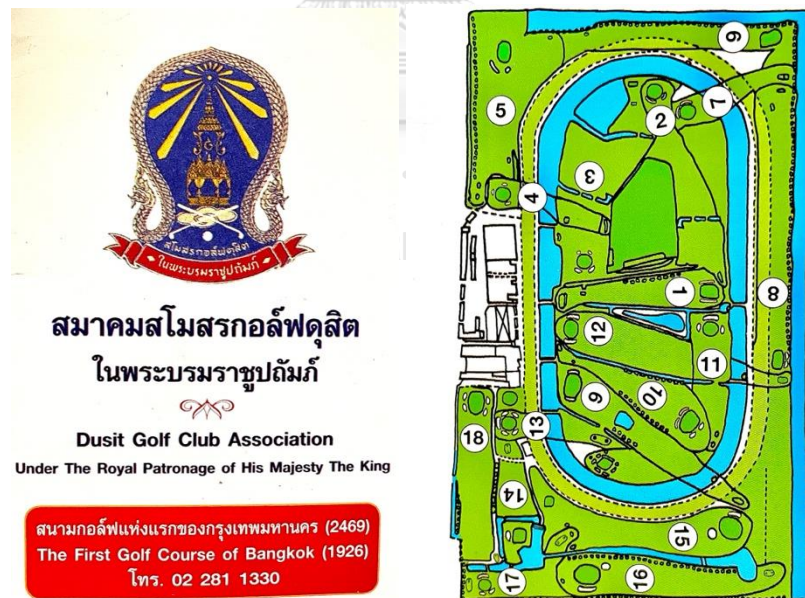 สโมสรกอล์ฟดุสิต
ในพระบรมราชูปถัมภ์
สมาคมสโมสรกอล์ฟดุสิต
ในพระบรมราชูปถัมภ์
Dusit Golf Club Association
Under The Royal Patronage of His Majesty The King
สนามกอล์ฟแห่งแรกของกรุงเทพมหานคร (2469)
The First Golf Course of Bangkok (1926)
โทร. 02 281 1330
6
5
7
2
3
4
1
8
12
11
10
9
18
13
14
15
17
16